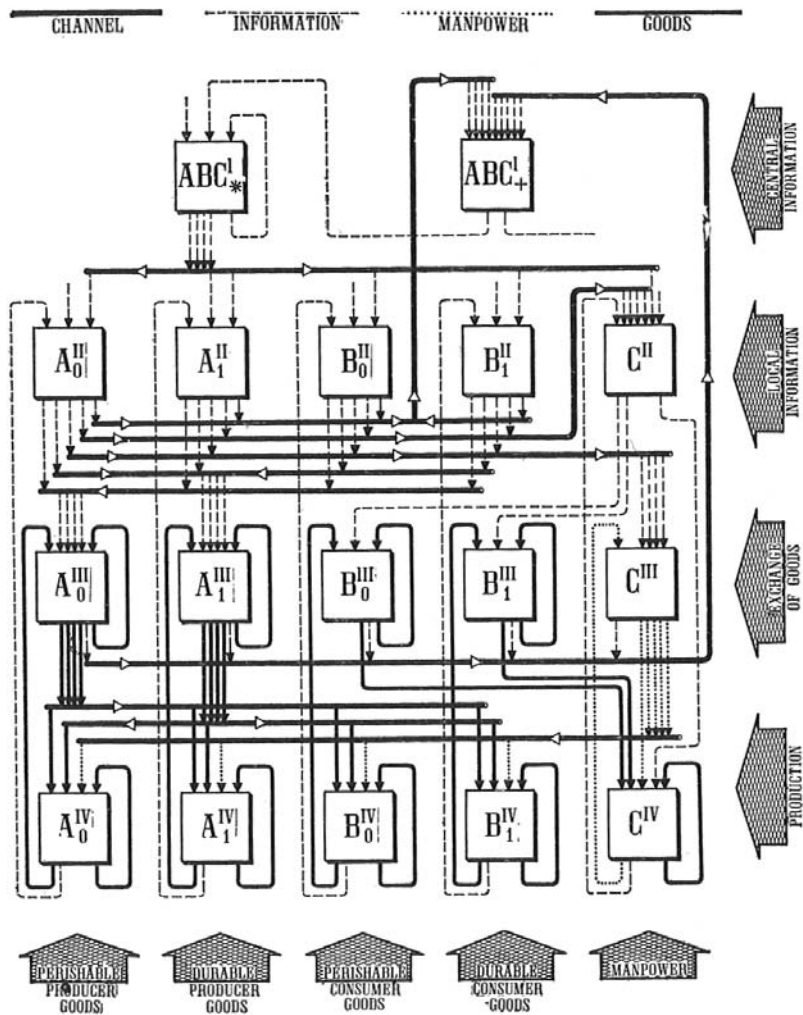 CHANNEL INFORMATION MANPOWER GOODS
ABC^I_* ABC^I_+
CENTRAL
INFORMATION
A^II_0 A^II_1 B^II_0 B^II_1 C^II
LOCAL
INFORMATION
A^III_0 A^III_1 B^III_0 B^III_1 C^III
EXCHANGE
OF GOODS
A^IV_0 A^IV_1 B^IV_0 B^IV_1 C^IV
PRODUCTION
PERISHABLE
PRODUCER
GOODS
DURABLE
PRODUCER
GOODS
PERISHABLE
CONSUMER
GOODS
DURABLE
CONSUMER
GOODS
MANPOWER